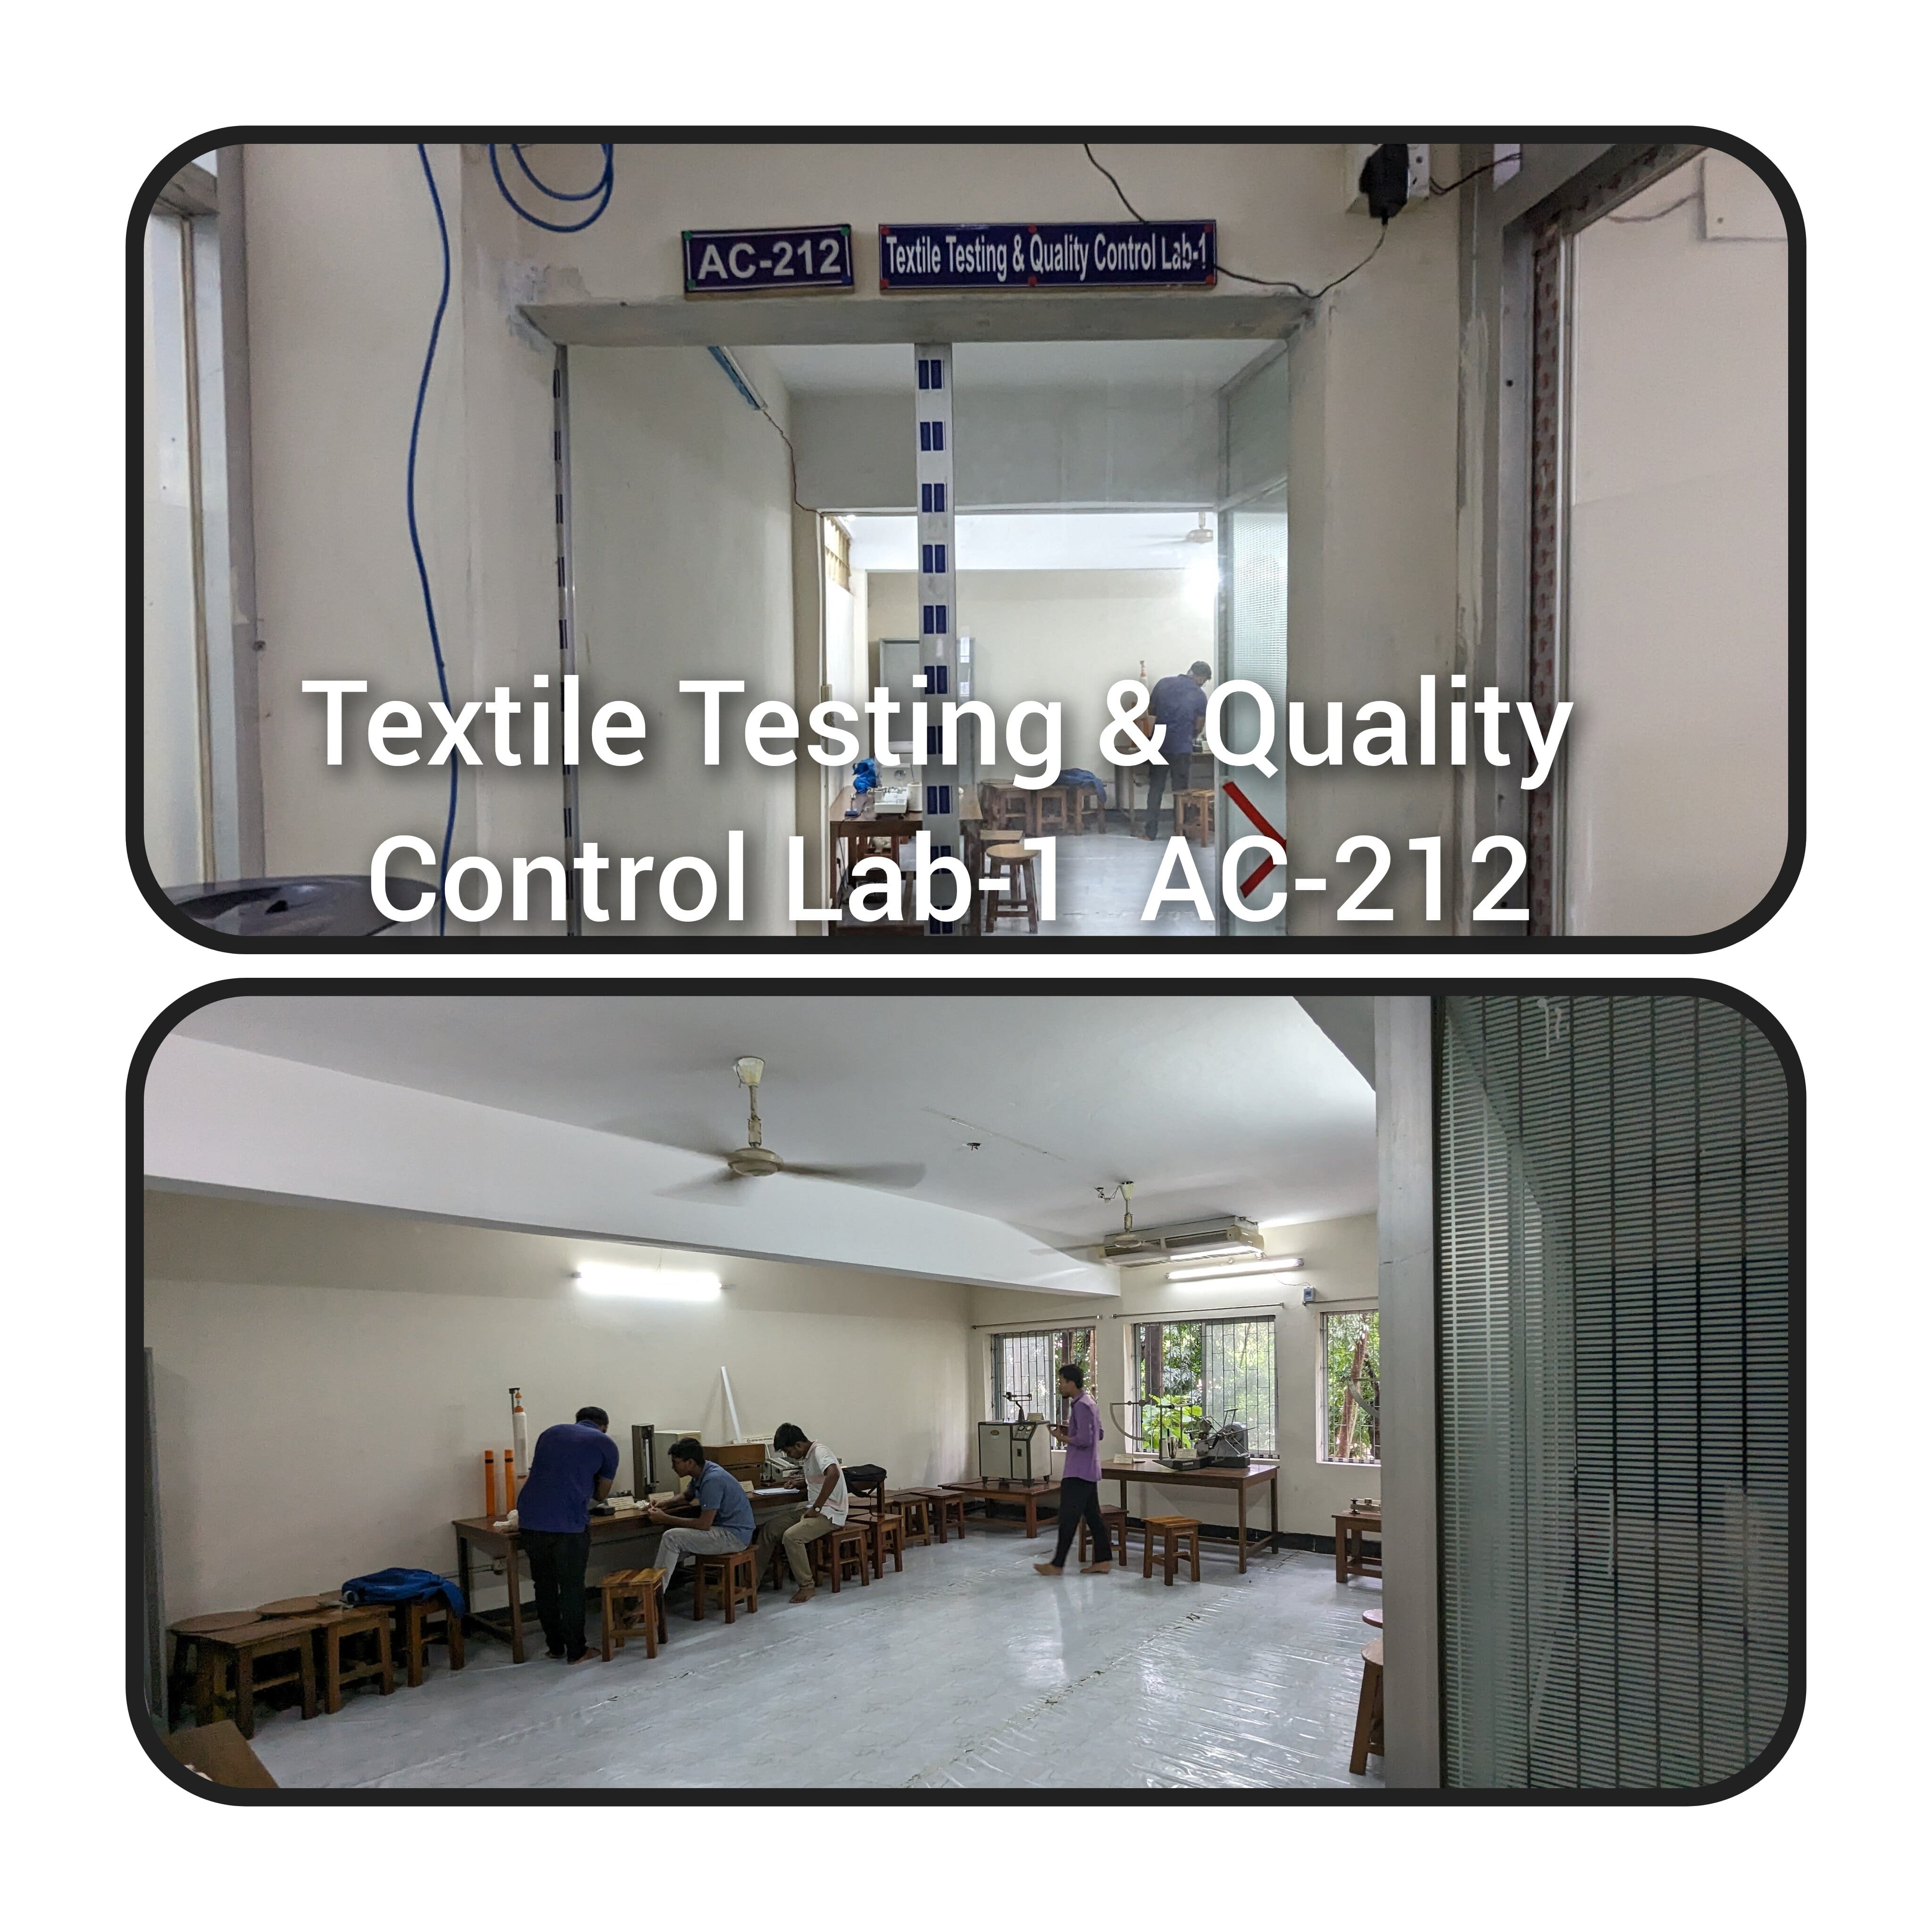 AC-212
Textile Testing & Quality Control Lab-1
Textile Testing & Quality
Control Lab-1 AC-212